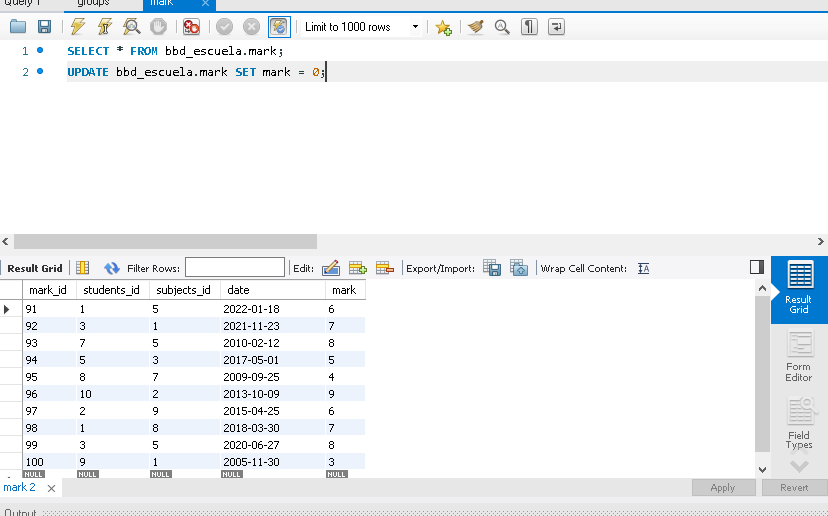 Query 1 groups mark
Limit to 1000 rows
1 SELECT * FROM bbd_escuela.mark;
2 UPDATE bbd_escuela.mark SET mark = 0;
Result Grid Filter Rows: Edit: Export/Import: Wrap Cell Content:
mark_id students_id subjects_id date mark
91 1 5 2022-01-18 6
92 3 1 2021-11-23 7
93 7 5 2010-02-12 8
94 5 3 2017-05-01 5
95 8 7 2009-09-25 4
96 10 2 2013-10-09 9
97 2 9 2015-04-25 6
98 1 8 2018-03-30 7
99 3 5 2020-06-27 8
100 9 1 2005-11-30 3
NULL NULL NULL NULL NULL
Result
Grid
Form
Editor
Field
Types
mark 2 Apply Revert
Output